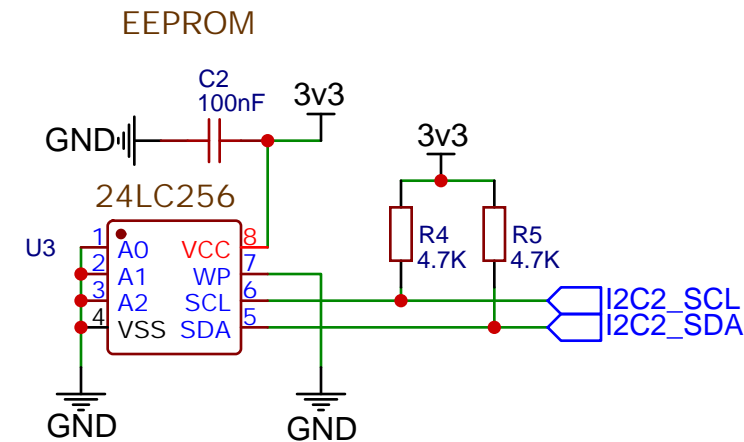 EEPROM
C2
100nF
3v3
GND
3v3
24LC256
U3
1 A0 VCC 8
2 A1 WP 7
3 A2 SCL 6
4 VSS SDA 5
R4
4.7K
R5
4.7K
I2C2_SCL
I2C2_SDA
GND
GND